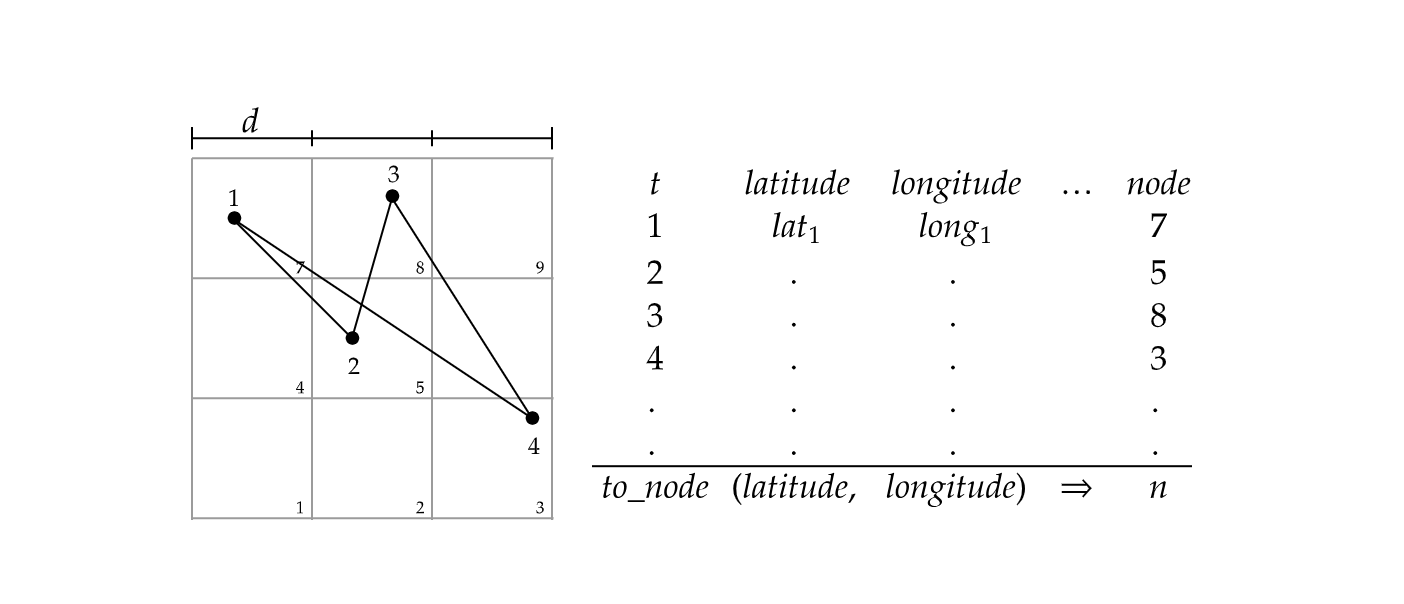 d
3
1
7 8 9
2
4 5
4
1 2 3
t latitude longitude … node
1 lat₁ long₁ 7
2 . . 5
3 . . 8
4 . . 3
. . . .
. . . .
to_node (latitude, longitude) ⇒ n